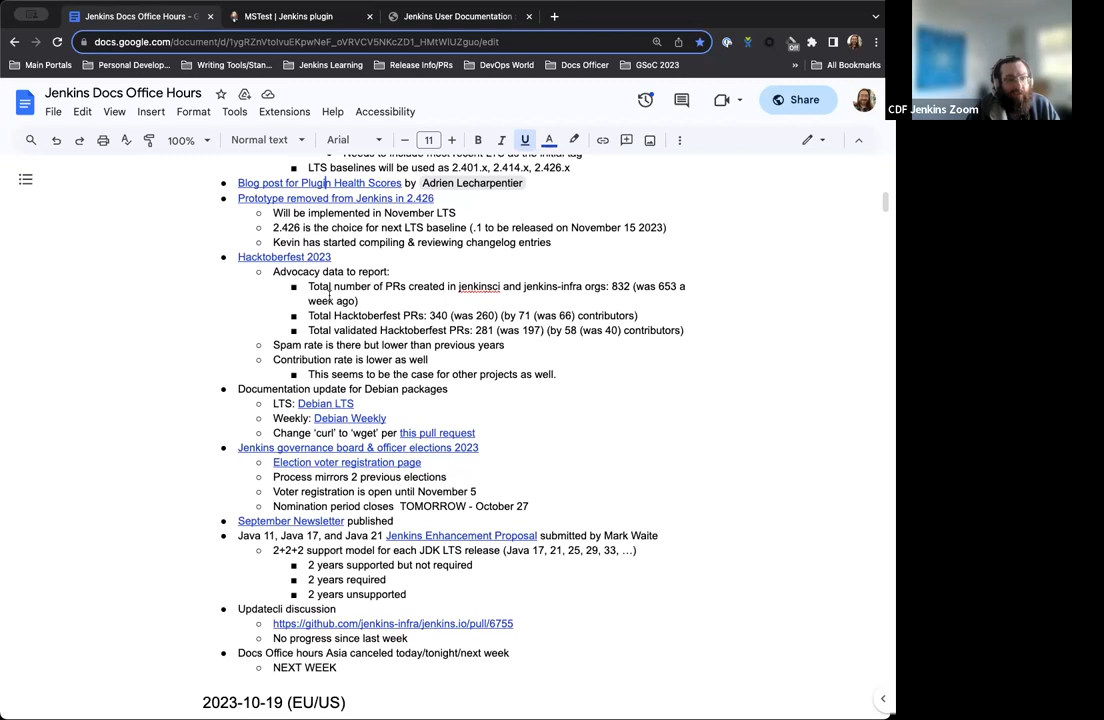 Jenkins Docs Office Hours - G
MSTest | Jenkins plugin
Jenkins User Documentation
docs.google.com/document/d/1ygRZnVtoIvuEKpwNeF_oVRVCV5NKcZD1_HMtWlUZguo/edit
Main Portals
Personal Develop...
Writing Tools/Stan...
Jenkins Learning
Release Info/PRs
DevOps World
Docs Officer
GSoC 2023
All Bookmarks
Jenkins Docs Office Hours
File Edit View Insert Format Tools Extensions Help Accessibility
Share
CDF Jenkins Zoom
100% Normal text Arial 11 B I U A
Needs to include most recent LTS as the initial tag
LTS baselines will be used as 2.401.x, 2.414.x, 2.426.x
Blog post for Plugin Health Scores by Adrien Lecharpentier
Prototype removed from Jenkins in 2.426
Will be implemented in November LTS
2.426 is the choice for next LTS baseline (.1 to be released on November 15 2023)
Kevin has started compiling & reviewing changelog entries
Hacktoberfest 2023
Advocacy data to report:
Total number of PRs created in jenkinsci and jenkins-infra orgs: 832 (was 653 a
week ago)
Total Hacktoberfest PRs: 340 (was 260) (by 71 (was 66) contributors)
Total validated Hacktoberfest PRs: 281 (was 197) (by 58 (was 40) contributors)
Spam rate is there but lower than previous years
Contribution rate is lower as well
This seems to be the case for other projects as well.
Documentation update for Debian packages
LTS: Debian LTS
Weekly: Debian Weekly
Change ‘curl’ to ‘wget’ per this pull request
Jenkins governance board & officer elections 2023
Election voter registration page
Process mirrors 2 previous elections
Voter registration is open until November 5
Nomination period closes TOMORROW - October 27
September Newsletter published
Java 11, Java 17, and Java 21 Jenkins Enhancement Proposal submitted by Mark Waite
2+2+2 support model for each JDK LTS release (Java 17, 21, 25, 29, 33, …)
2 years supported but not required
2 years required
2 years unsupported
Updatecli discussion
https://github.com/jenkins-infra/jenkins.io/pull/6755
No progress since last week
Docs Office hours Asia canceled today/tonight/next week
NEXT WEEK
2023-10-19 (EU/US)